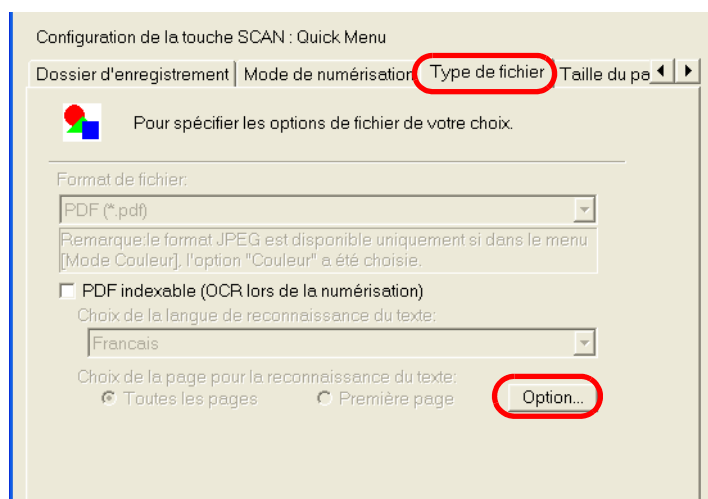 Configuration de la touche SCAN : Quick Menu
Dossier d'enregistrement Mode de numérisation Type de fichier Taille du pa
Pour spécifier les options de fichier de votre choix.
Format de fichier:
PDF (*.pdf)
Remarque:le format JPEG est disponible uniquement si dans le menu
[Mode Couleur], l'option "Couleur" a été choisie.
PDF indexable (OCR lors de la numérisation)
Choix de la langue de reconnaissance du texte:
Francais
Choix de la page pour la reconnaissance du texte:
Toutes les pages Première page Option...